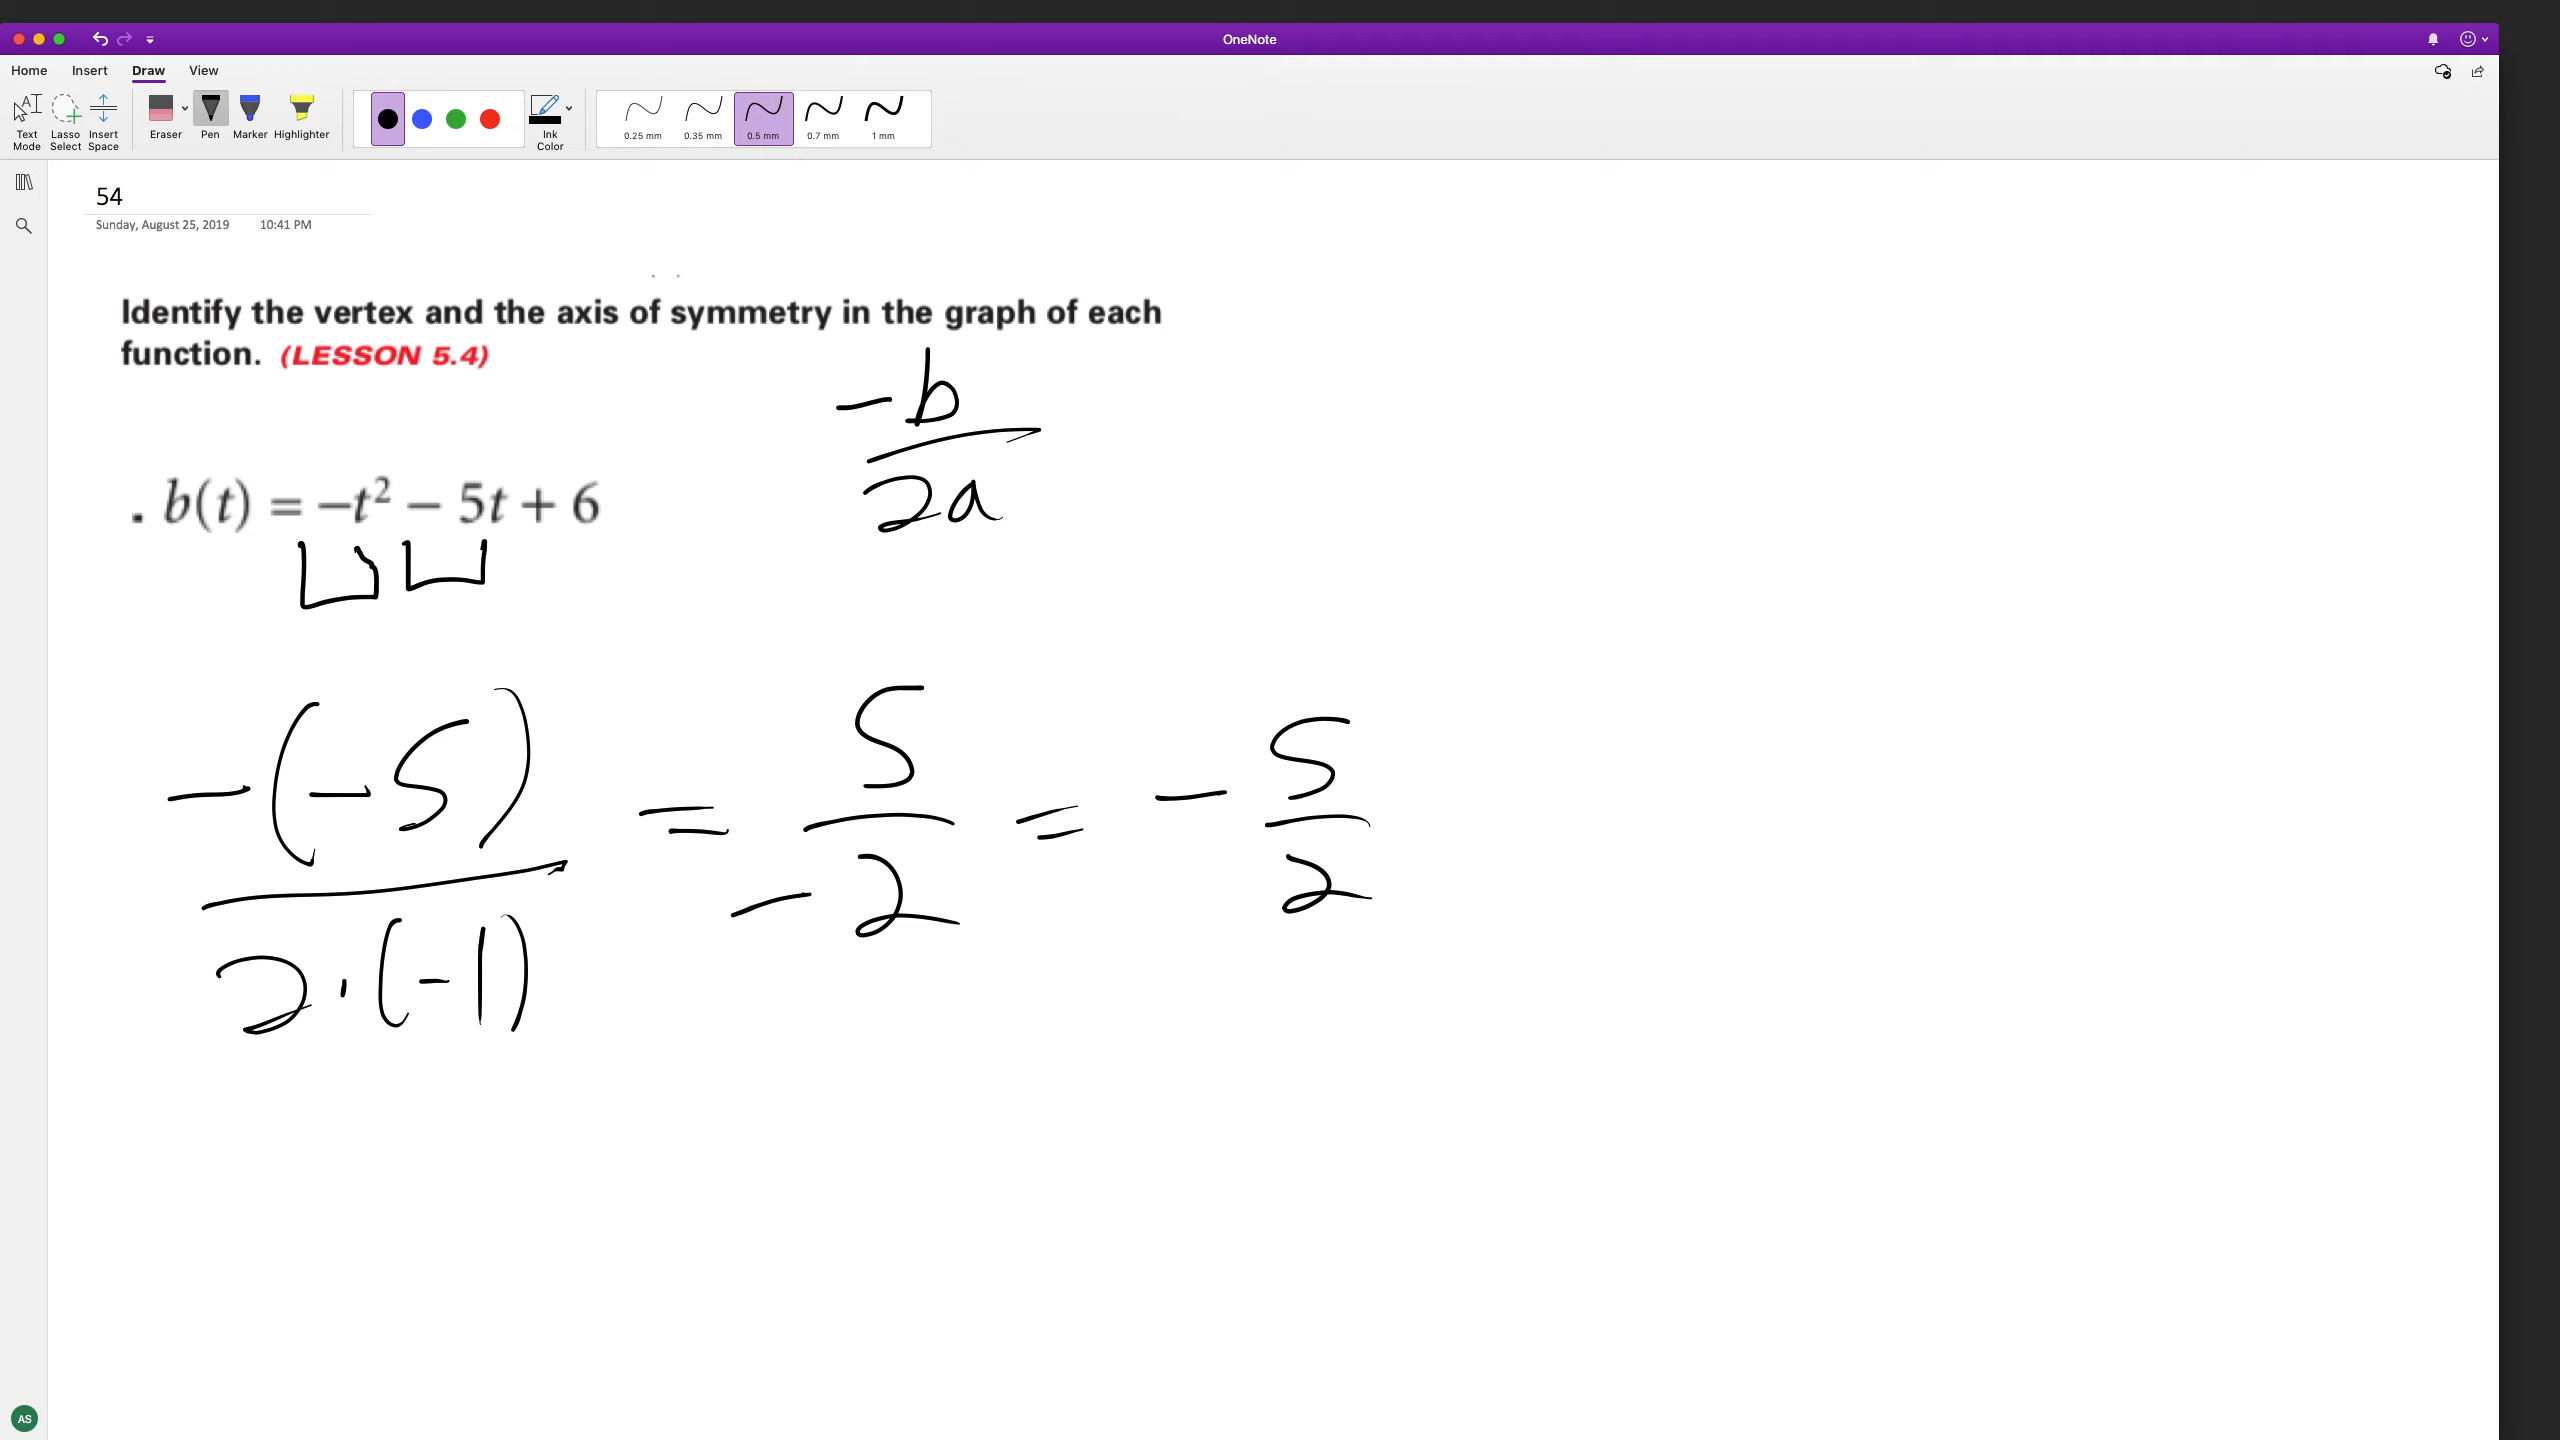 OneNote
Home Insert Draw View
Text Mode Lasso Select Insert Space Eraser Pen Marker Highlighter Ink Color 0.25 mm 0.35 mm 0.5 mm 0.7 mm 1 mm
54
Sunday, August 25, 2019 10:41 PM
Identify the vertex and the axis of symmetry in the graph of each
function. (LESSON 5.4)
-b/2a
. b(t) = −t² − 5t + 6
-(-5)/2·(-1) = 5/-2 = -5/2
AS